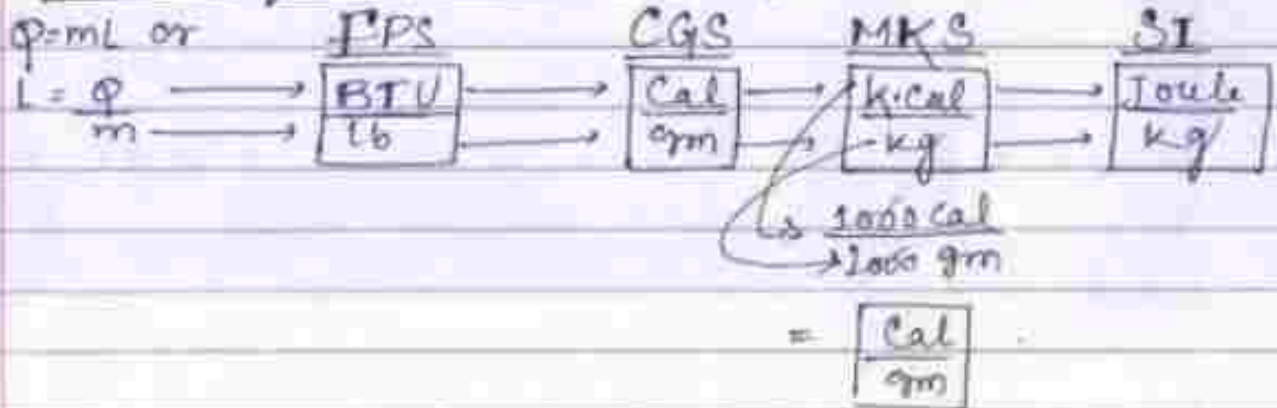 Q=mL or FPS CGS MKS SI
L = Q BTU Cal K.Cal Joule
m lb gm kg kg
1000 Cal
1000 gm
= Cal
gm